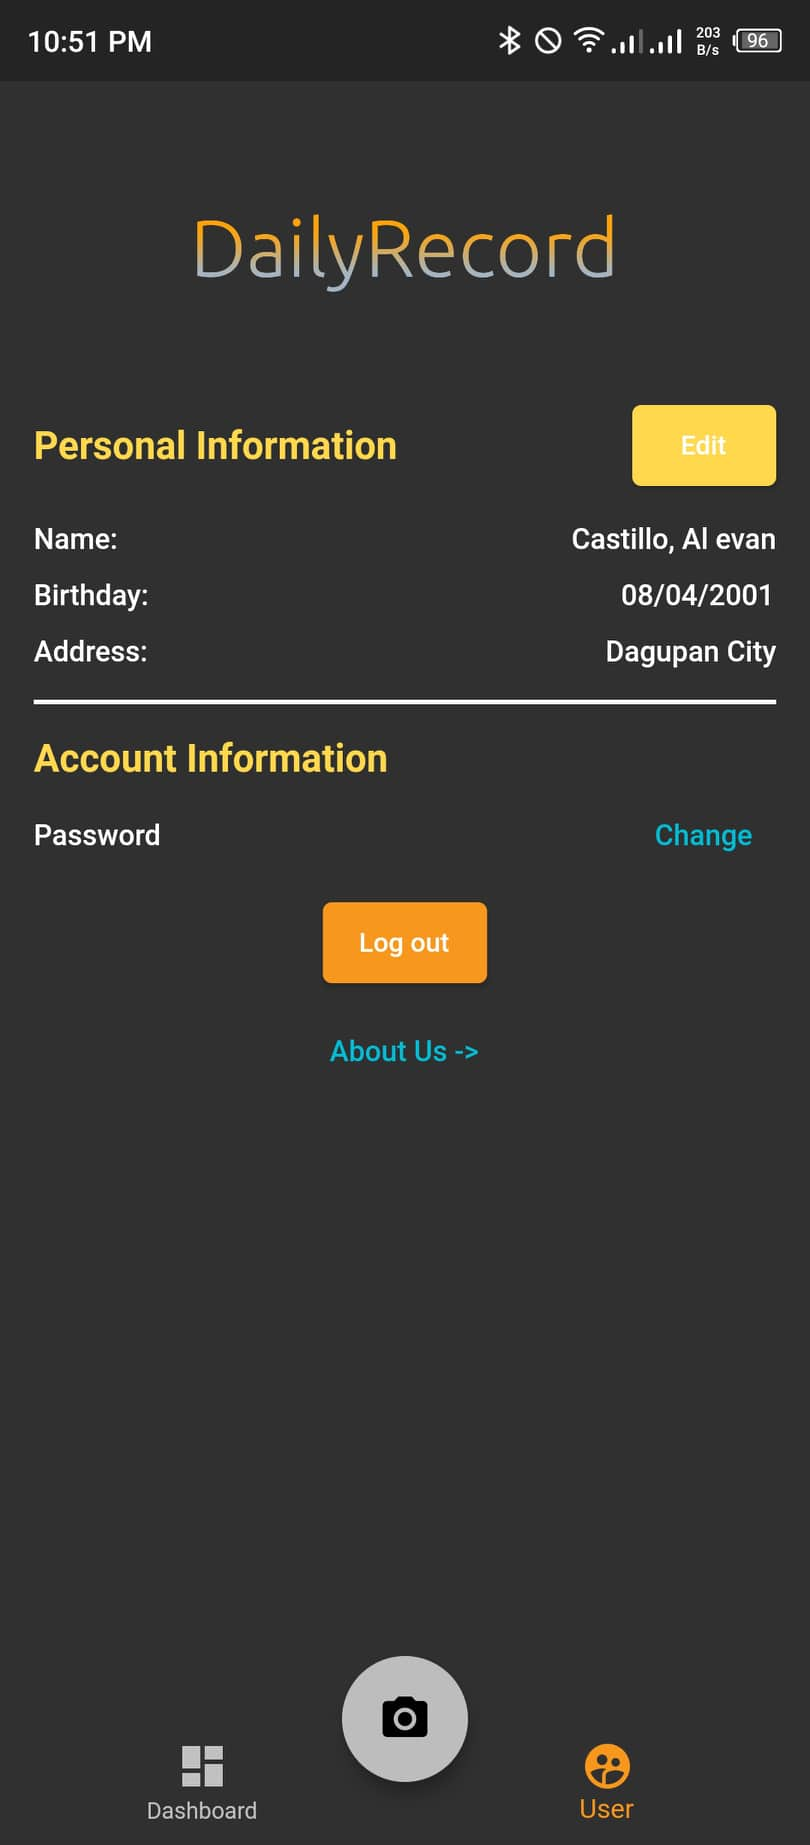 10:51 PM 203 B/s 96
DailyRecord
Personal Information Edit
Name: Castillo, Al evan
Birthday: 08/04/2001
Address: Dagupan City
Account Information
Password Change
Log out
About Us ->
Dashboard User